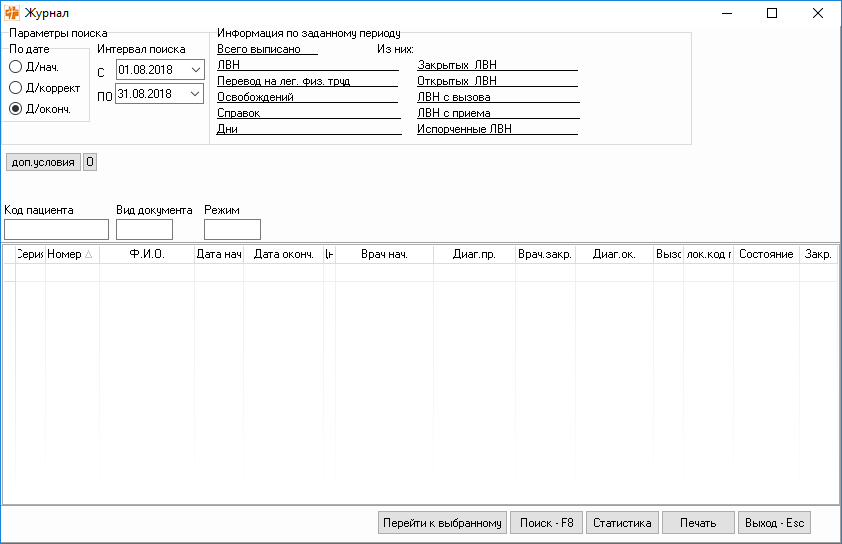 Журнал
Параметры поиска
Информация по заданному периоду
По дате
Интервал поиска
Всего выписано
Из них:
Д/нач.
С
01.08.2018
ЛВН
Закрытых ЛВН
Д/коррект
ПО
31.08.2018
Перевод на лег. физ. труд
Открытых ЛВН
Д/оконч.
Освобождений
ЛВН с вызова
Справок
ЛВН с приема
Дни
Испорченные ЛВН
доп.условия
0
Код пациента
Вид документа
Режим
Серия Номер Ф.И.О. Дата нач Дата оконч. Врач нач. Диаг.пр. Врач.закр. Диаг.ок. Вызо лок.код Состояние Закр.
Перейти к выбранному
Поиск - F8
Статистика
Печать
Выход - Esc